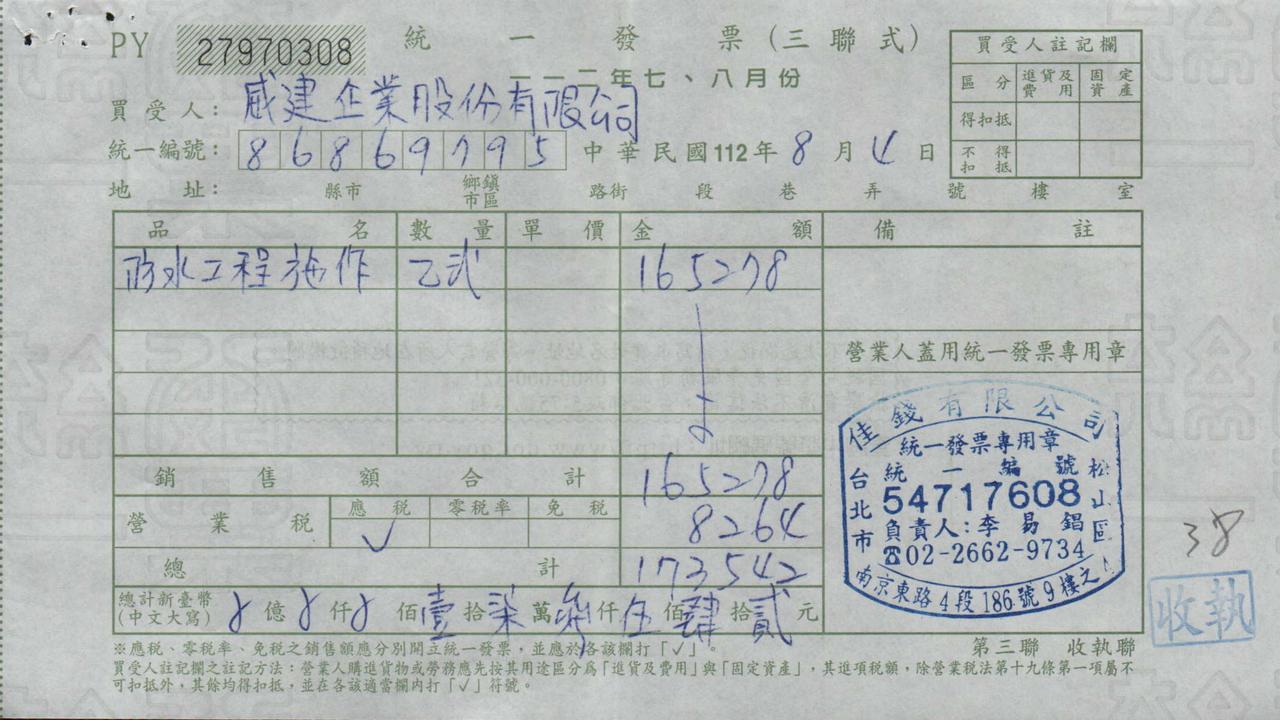 PY 27970308 統一發票(三聯式)
一一二年七、八月份
買受人: 威建企業股份有限公司
統一編號: 86869795 中華民國112年8月4日
地址: 縣市 鄉鎮市區 路街 段 巷 弄 號 樓 室
買受人註記欄
區分 進貨及費用 固定資產
得扣抵
不得扣抵
品名 數量 單價 金額 備註
防水工程施作 乙式 165278
營業人蓋用統一發票專用章
銷售額合計 165278
營業稅 應稅 ✓ 零稅率 免稅 8264
總計 173542
總計新臺幣(中文大寫) 億 仟 佰壹拾柒萬參仟伍佰肆拾貳元
佳錢有限公司
統一發票專用章
台北市 統一編號 松山區
54717608
負責人:李易錩
☎02-2662-9734
南京東路4段186號9樓之
38
收執
※應稅、零稅率、免稅之銷售額應分別開立統一發票,並應於各該欄打「✓」。
第三聯 收執聯
買受人註記欄之註記方法:營業人購進貨物或勞務應先按其用途區分為「進貨及費用」與「固定資產」,其進項稅額,除營業稅法第十九條第一項屬不
可扣抵外,其餘均得扣抵,並在各該適當欄內打「✓」符號。